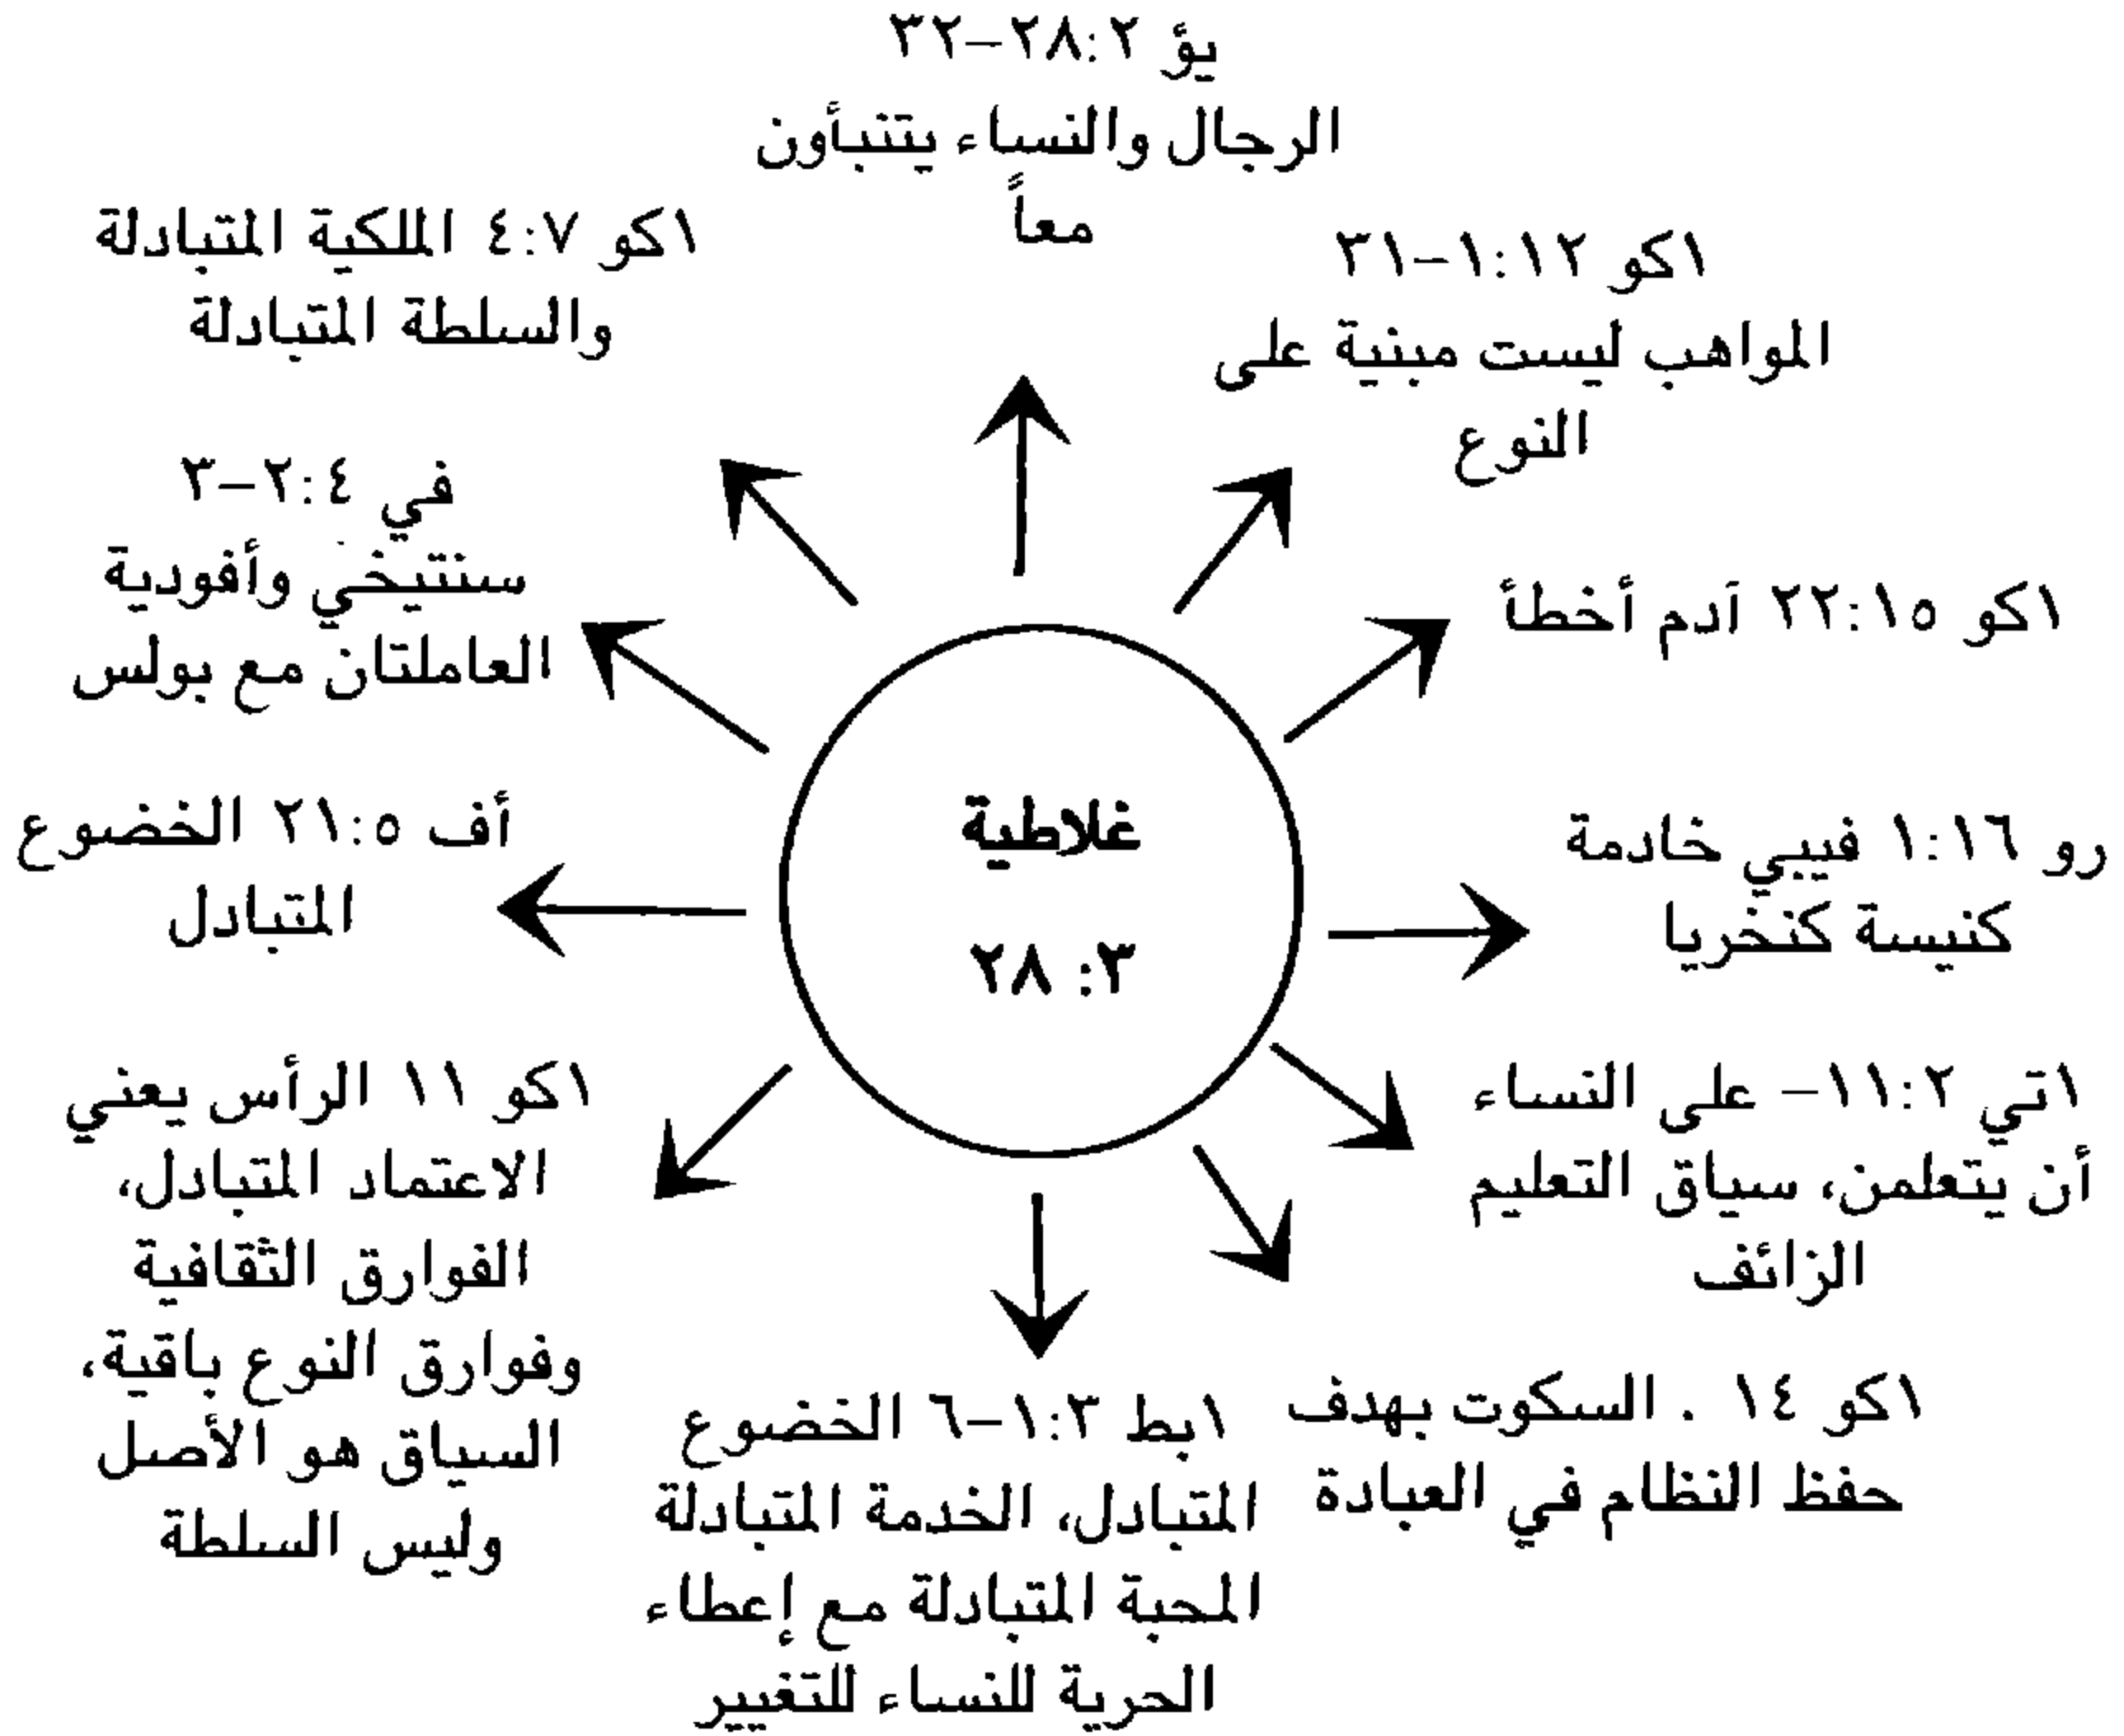 يؤ ٢:‏٢٨–٣٢
الرجال والنساء يتنبأون
معاً
١كو ١:١٢–٣١
المواهب ليست مبنية على
النوع
١كو ٢٢:١٥ آدم أخطأ
رو ١:١٦ فيبي خادمة
كنيسة كنخريا
١تي ١١:٢– على النساء
أن يتعلمن، سياق التعليم
الزائف
١كو ١٤ . السكوت بهدف
حفظ النظام في العبادة
١بط ١:٣–٦ الخضوع
المتبادل، الخدمة المتبادلة
المحبة المتبادلة مع إعطاء
الحرية للنساء للتغيير
١كو ١١ الرأس يعني
الاعتماد المتبادل،
الفوارق الثقافية
وفوارق النوع باقية،
السياق هو الأصل
وليس السلطة
أف ٢١:٥ الخضوع
المتبادل
في ٢:٤–٣
سنتيخي وأفودية
العاملتان مع بولس
١كو ٤:٧ الملكية المتبادلة
والسلطة المتبادلة
غلاطية
٣: ٢٨